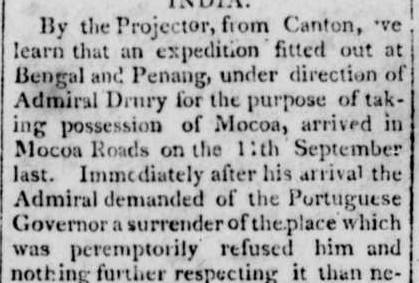 INDIA.
By the Projector, from Canton, we
learn that an expedition fitted out at
Bengal and Penang, under direction of
Admiral Drury for the purpose of tak-
ing possession of Mocoa, arrived in
Mocoa Roads on the 11th September
last. Immediately after his arrival the
Admiral demanded of the Portuguese
Governor a surrender of the place which
was peremptorily refused him and
nothing further respecting it than ne-